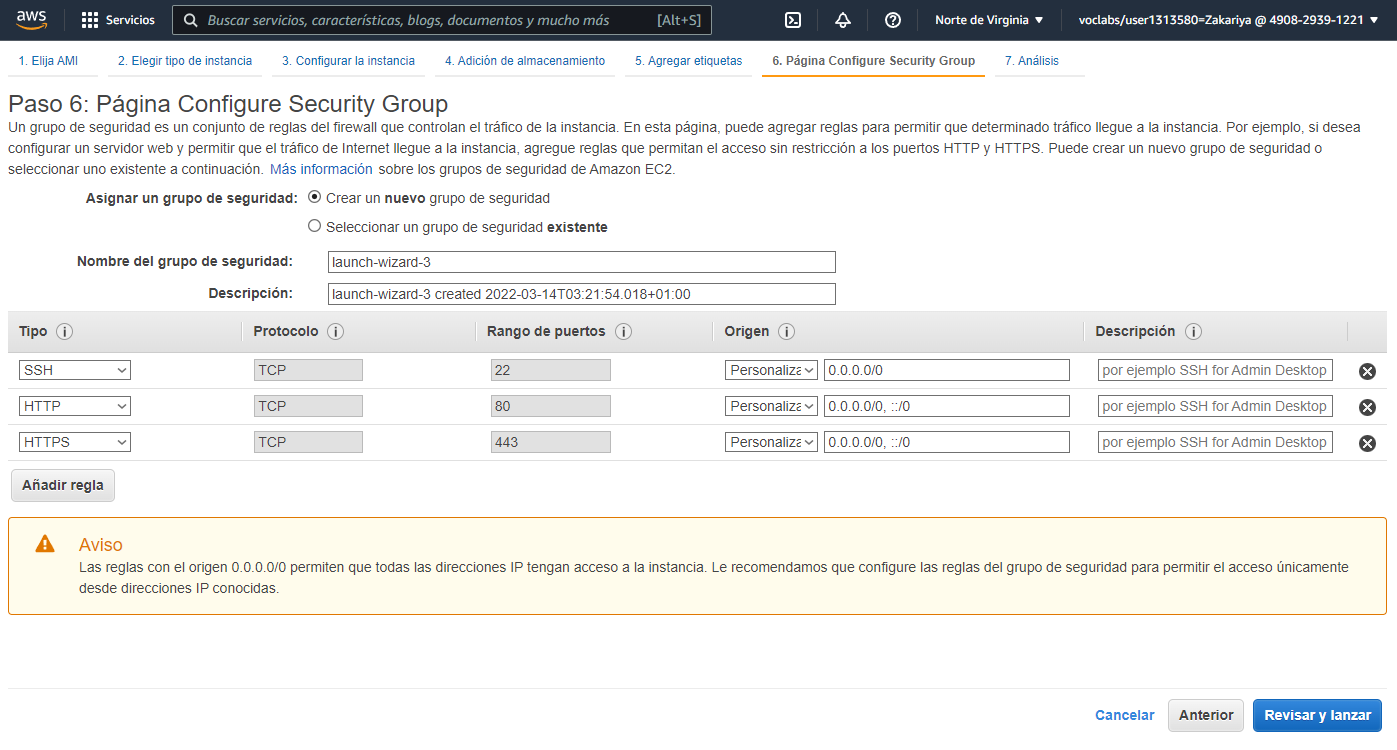 aws Servicios Buscar servicios, características, blogs, documentos y mucho más [Alt+S] Norte de Virginia voclabs/user1313580=Zakariya @ 4908-2939-1221
1. Elija AMI 2. Elegir tipo de instancia 3. Configurar la instancia 4. Adición de almacenamiento 5. Agregar etiquetas 6. Página Configure Security Group 7. Análisis
Paso 6: Página Configure Security Group
Un grupo de seguridad es un conjunto de reglas del firewall que controlan el tráfico de la instancia. En esta página, puede agregar reglas para permitir que determinado tráfico llegue a la instancia. Por ejemplo, si desea
configurar un servidor web y permitir que el tráfico de Internet llegue a la instancia, agregue reglas que permitan el acceso sin restricción a los puertos HTTP y HTTPS. Puede crear un nuevo grupo de seguridad o
seleccionar uno existente a continuación. Más información sobre los grupos de seguridad de Amazon EC2.
Asignar un grupo de seguridad: Crear un nuevo grupo de seguridad
Seleccionar un grupo de seguridad existente
Nombre del grupo de seguridad: launch-wizard-3
Descripción: launch-wizard-3 created 2022-03-14T03:21:54.018+01:00
Tipo i Protocolo i Rango de puertos i Origen i Descripción i
SSH TCP 22 Personaliza 0.0.0.0/0 por ejemplo SSH for Admin Desktop
HTTP TCP 80 Personaliza 0.0.0.0/0, ::/0 por ejemplo SSH for Admin Desktop
HTTPS TCP 443 Personaliza 0.0.0.0/0, ::/0 por ejemplo SSH for Admin Desktop
Añadir regla
Aviso
Las reglas con el origen 0.0.0.0/0 permiten que todas las direcciones IP tengan acceso a la instancia. Le recomendamos que configure las reglas del grupo de seguridad para permitir el acceso únicamente
desde direcciones IP conocidas.
Cancelar Anterior Revisar y lanzar